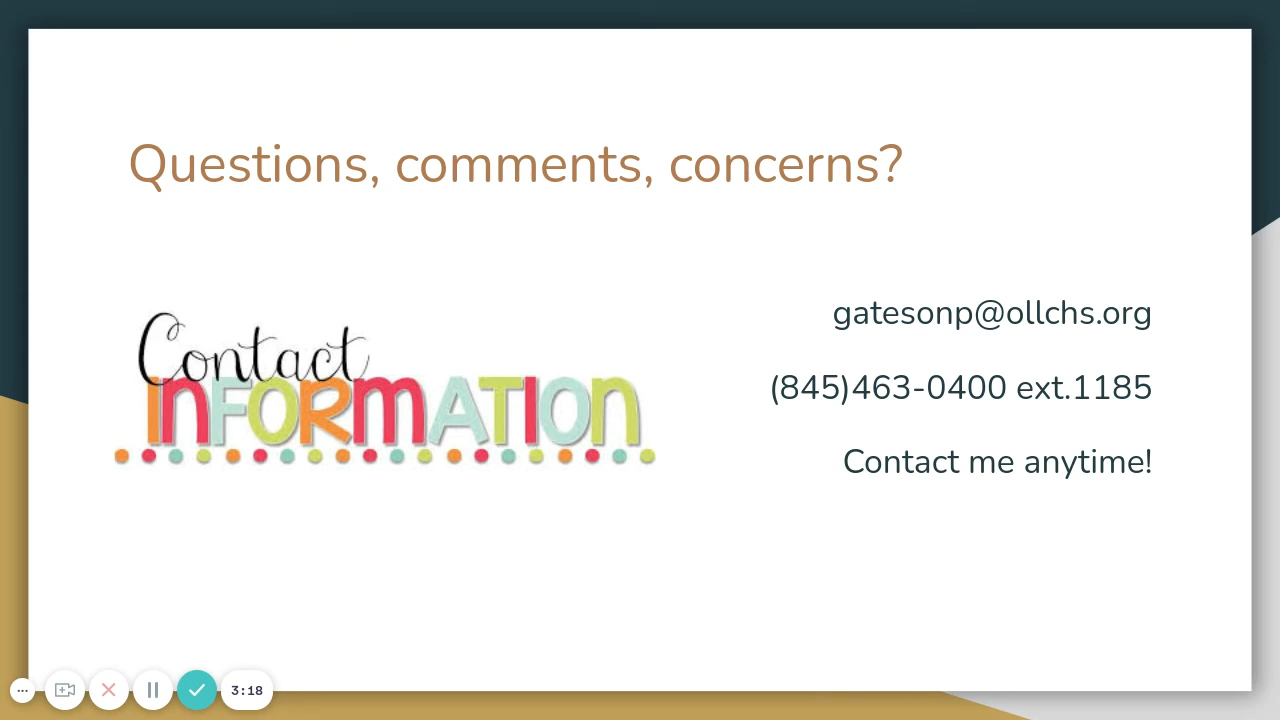 Questions, comments, concerns?
Contact
INFORMATION
gatesonp@ollchs.org
(845)463-0400 ext.1185
Contact me anytime!
3:18